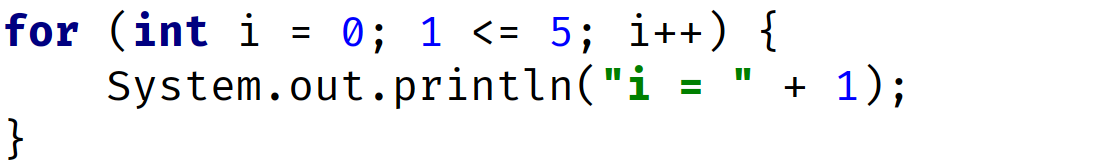 for (int i = 0; 1 <= 5; i++) {
    System.out.println("i = " + 1);
}